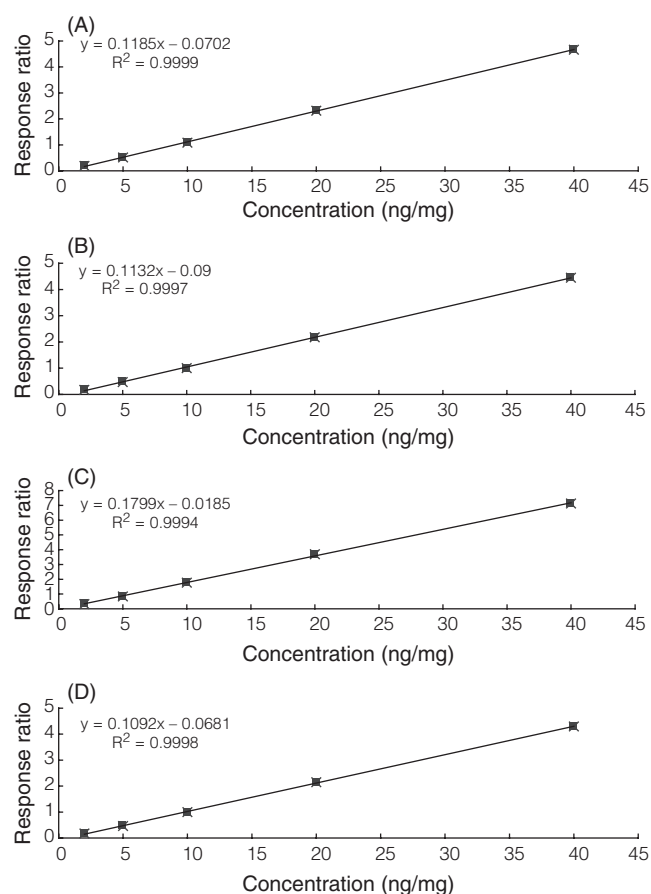 (A)
y = 0.1185x – 0.0702
R² = 0.9999
Response ratio
5
4
3
2
1
0
0 5 10 15 20 25 30 35 40 45
Concentration (ng/mg)
(B)
y = 0.1132x – 0.09
R² = 0.9997
Response ratio
5
4
3
2
1
0
0 5 10 15 20 25 30 35 40 45
Concentration (ng/mg)
(C)
y = 0.1799x – 0.0185
R² = 0.9994
Response ratio
8
7
6
5
4
3
2
1
0
0 5 10 15 20 25 30 35 40 45
Concentration (ng/mg)
(D)
y = 0.1092x – 0.0681
R² = 0.9998
Response ratio
5
4
3
2
1
0
0 5 10 15 20 25 30 35 40 45
Concentration (ng/mg)